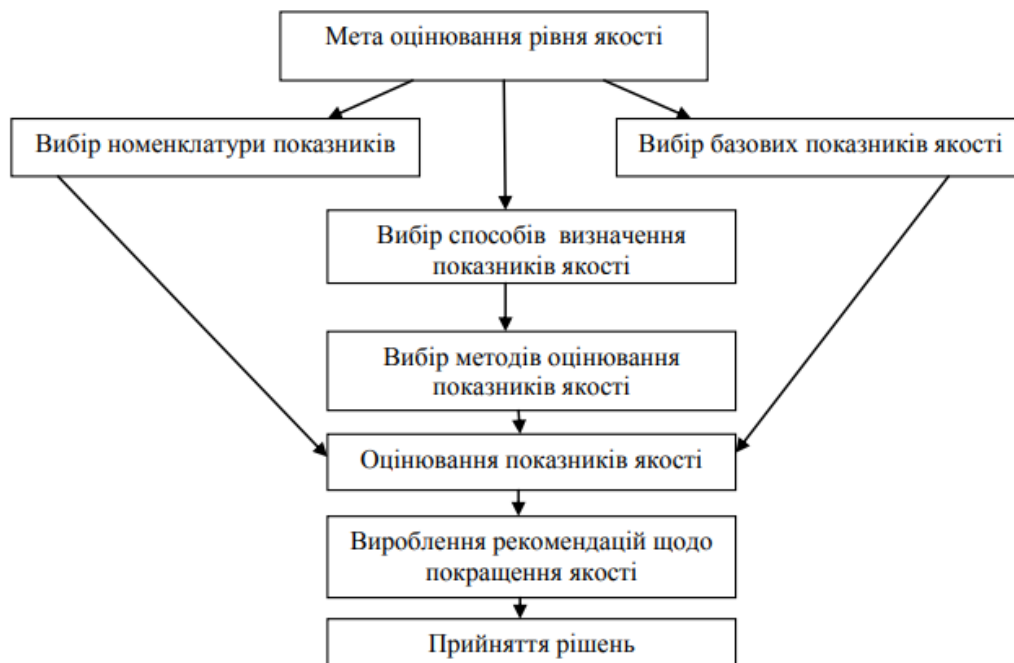 Мета оцінювання рівня якості
Вибір номенклатури показників
Вибір базових показників якості
Вибір способів визначення
показників якості
Вибір методів оцінювання
показників якості
Оцінювання показників якості
Вироблення рекомендацій щодо
покращення якості
Прийняття рішень